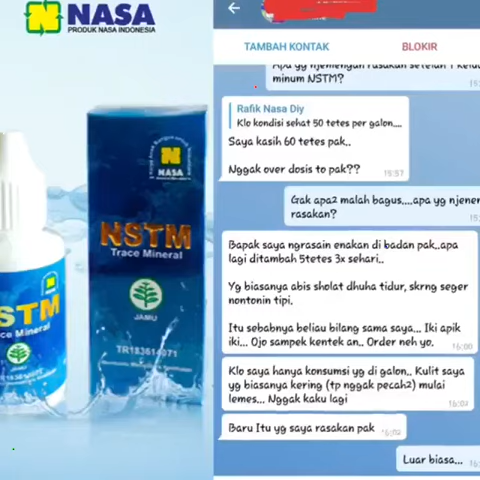 NASA
PRODUK NASA INDONESIA
N
NASA
NSTM
Trace Mineral
JAMU
TR183614071
STM
ce Mineral
JAMU
TAMBAH KONTAK
BLOKIR
minum NSTM?
Rafik Nasa Diy
Klo kondisi sehat 50 tetes per galon....
Saya kasih 60 tetes pak..
Nggak over dosis to pak??
15:57
Gak apa2 malah bagus....apa yg njener
rasakan?
Bapak saya ngrasain enakan di badan pak..apa
lagi ditambah 5tetes 3x sehari..
Yg biasanya abis sholat dhuha tidur, skrng seger
nontonin tipi.
Itu sebabnya beliau bilang sama saya... Iki apik
iki... Ojo sampek kentek an.. Order neh yo.
16:00
Klo saya hanya konsumsi yg di galon.. Kulit saya
yg biasanya kering (tp nggak pecah2) mulai
lemes... Nggak kaku lagi
Baru Itu yg saya rasakan pak
Luar biasa...